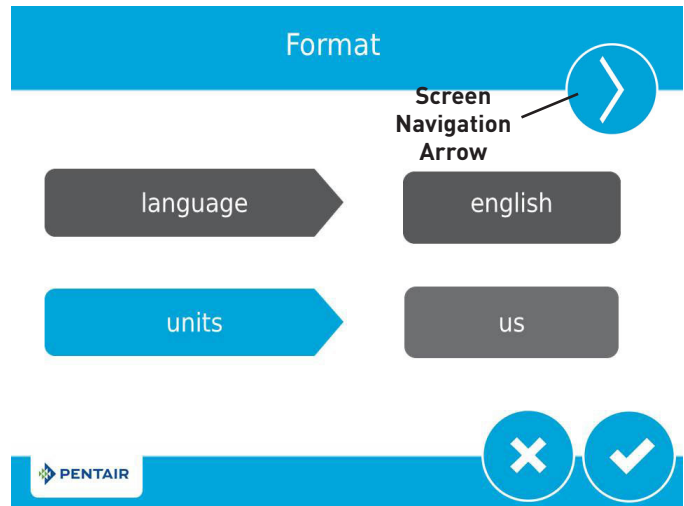 Format
Screen
Navigation
Arrow
language
english
units
us
PENTAIR